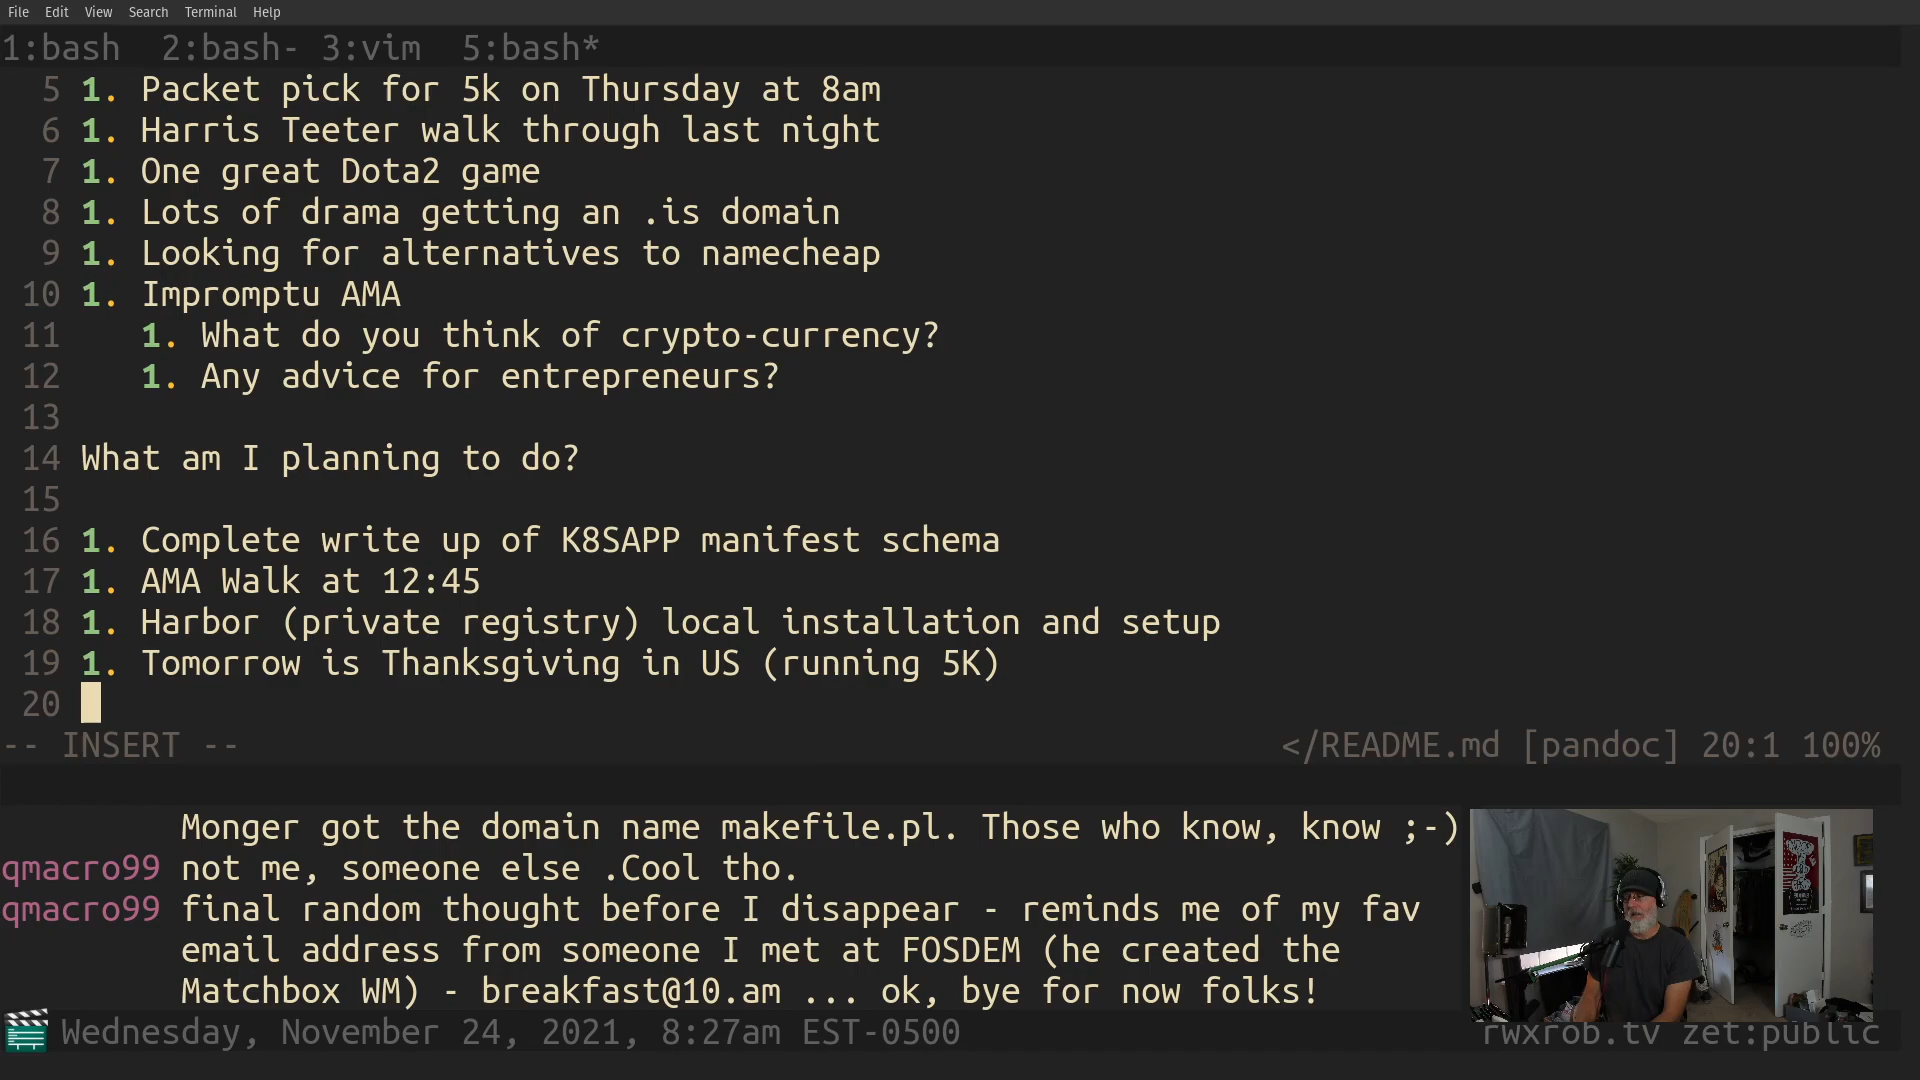 File Edit View Search Terminal Help
1:bash 2:bash- 3:vim 5:bash*
5 1. Packet pick for 5k on Thursday at 8am
6 1. Harris Teeter walk through last night
7 1. One great Dota2 game
8 1. Lots of drama getting an .is domain
9 1. Looking for alternatives to namecheap
10 1. Impromptu AMA
11 1. What do you think of crypto-currency?
12 1. Any advice for entrepreneurs?
13
14 What am I planning to do?
15
16 1. Complete write up of K8SAPP manifest schema
17 1. AMA Walk at 12:45
18 1. Harbor (private registry) local installation and setup
19 1. Tomorrow is Thanksgiving in US (running 5K)
20
-- INSERT -- </README.md [pandoc] 20:1 100%
Monger got the domain name makefile.pl. Those who know, know ;-)
qmacro99 not me, someone else .Cool tho.
qmacro99 final random thought before I disappear - reminds me of my fav
email address from someone I met at FOSDEM (he created the
Matchbox WM) - breakfast@10.am ... ok, bye for now folks!
Wednesday, November 24, 2021, 8:27am EST-0500 rwxrob.tv zet:public